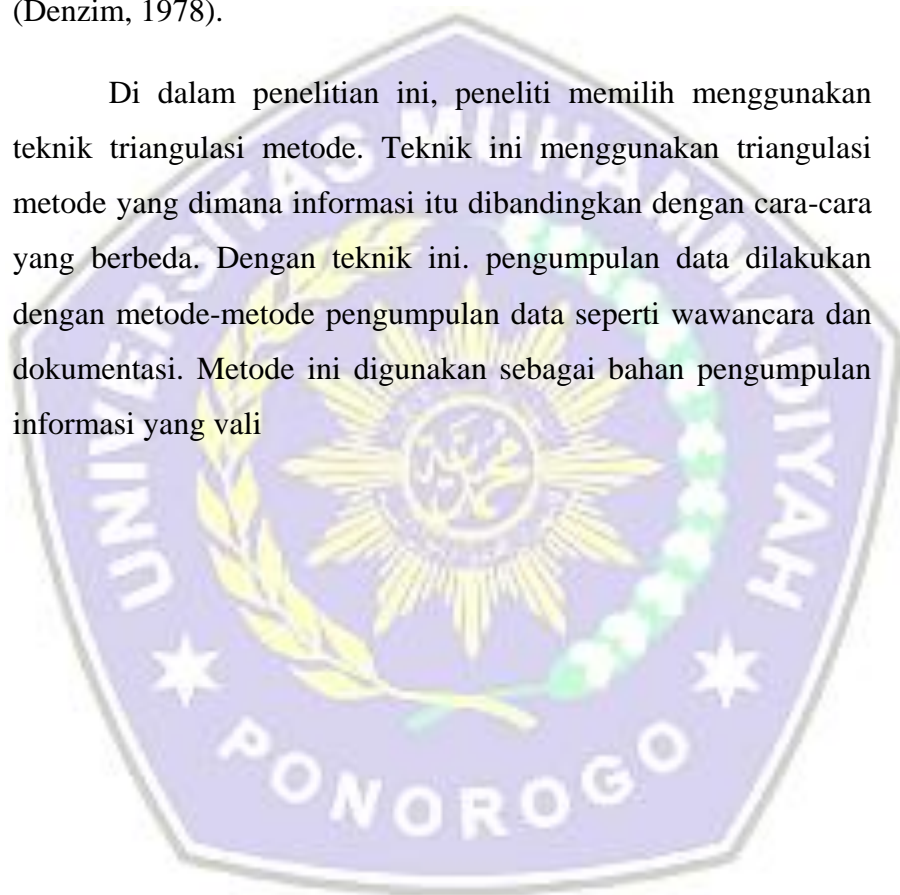 (Denzim, 1978).
Di dalam penelitian ini, peneliti memilih menggunakan
teknik triangulasi metode. Teknik ini menggunakan triangulasi
metode yang dimana informasi itu dibandingkan dengan cara-cara
yang berbeda. Dengan teknik ini. pengumpulan data dilakukan
dengan metode-metode pengumpulan data seperti wawancara dan
dokumentasi. Metode ini digunakan sebagai bahan pengumpulan
informasi yang vali
UNIVERSITAS MUHAMMADIYAH
PONOROGO